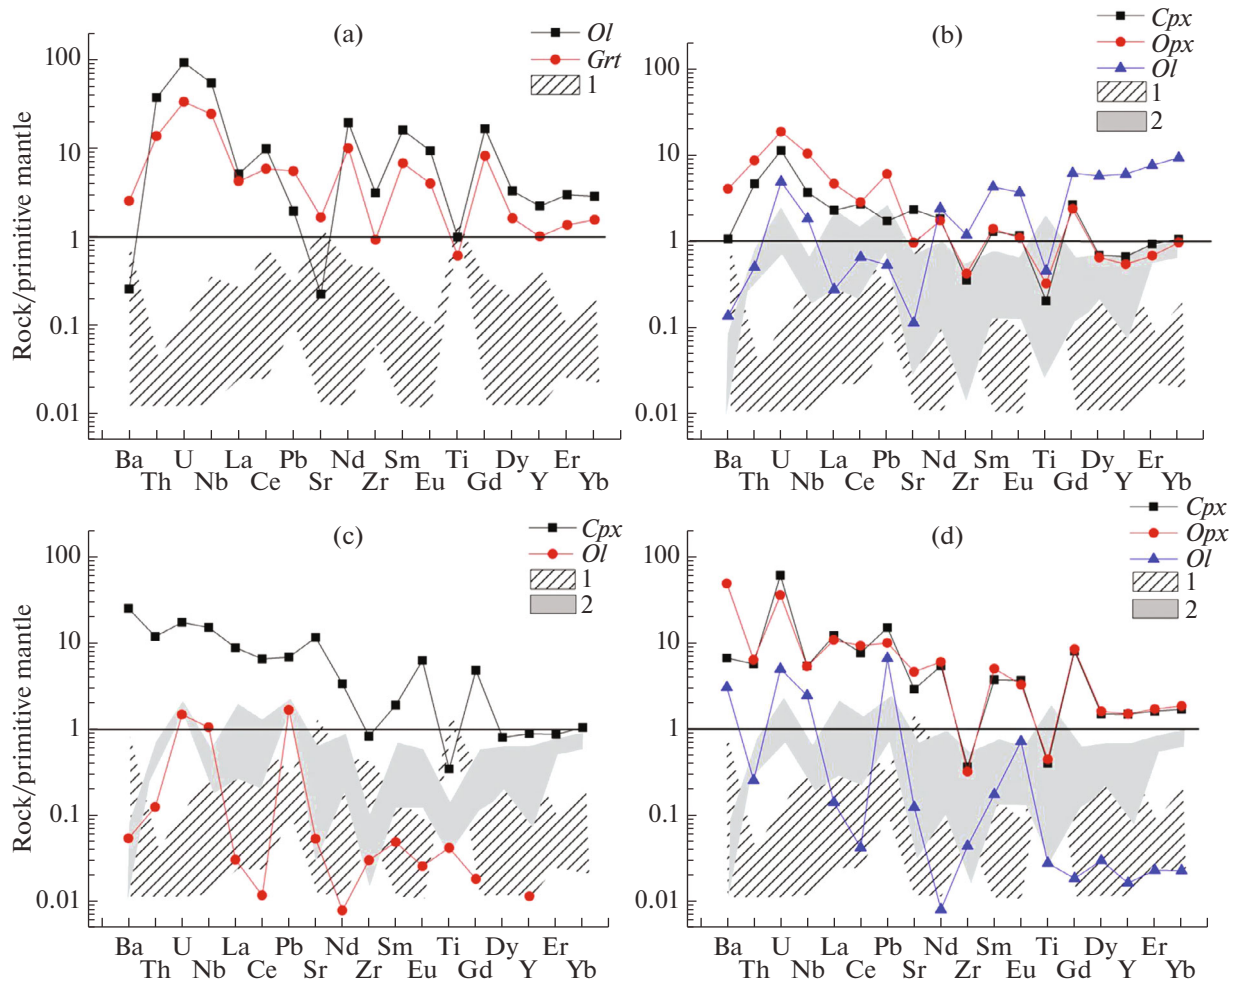 (a)
Ol
Grt
1
100
10
1
0.1
0.01
Rock/primitive mantle
Ba U La Pb Nd Sm Ti Dy Er
Th Nb Ce Sr Zr Eu Gd Y Yb
(b)
Cpx
Opx
Ol
1
2
100
10
1
0.1
0.01
Ba U La Pb Nd Sm Ti Dy Er
Th Nb Ce Sr Zr Eu Gd Y Yb
(c)
Cpx
Ol
1
2
100
10
1
0.1
0.01
Rock/primitive mantle
Ba U La Pb Nd Sm Ti Dy Er
Th Nb Ce Sr Zr Eu Gd Y Yb
(d)
Cpx
Opx
Ol
1
2
100
10
1
0.1
0.01
Ba U La Pb Nd Sm Ti Dy Er
Th Nb Ce Sr Zr Eu Gd Y Yb